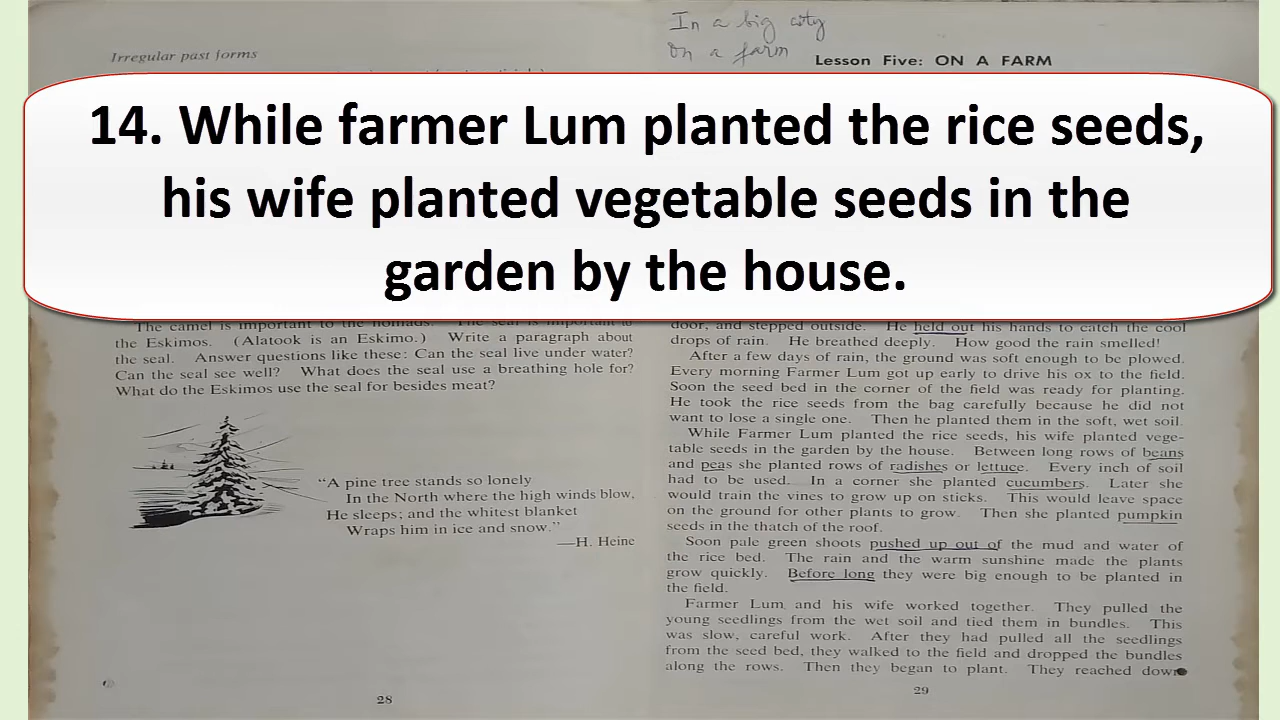 In a big city
on a farm
Irregular past forms
Lesson Five: ON A FARM
14. While farmer Lum planted the rice seeds,
his wife planted vegetable seeds in the
garden by the house.
The camel is important to the nomads. The seal is important to
the Eskimos. (Alatook is an Eskimo.) Write a paragraph about
the seal. Answer questions like these: Can the seal live under water?
Can the seal see well? What does the seal use a breathing hole for?
What do the Eskimos use the seal for besides meat?
"A pine tree stands so lonely
In the North where the high winds blow,
He sleeps; and the whitest blanket
Wraps him in ice and snow."
—H. Heine
28
door, and stepped outside. He held out his hands to catch the cool
drops of rain. He breathed deeply. How good the rain smelled!
After a few days of rain, the ground was soft enough to be plowed.
Every morning Farmer Lum got up early to drive his ox to the field.
Soon the seed bed in the corner of the field was ready for planting.
He took the rice seeds from the bag carefully because he did not
want to lose a single one. Then he planted them in the soft, wet soil.
While Farmer Lum planted the rice seeds, his wife planted vege-
table seeds in the garden by the house. Between long rows of beans
and peas she planted rows of radishes or lettuce. Every inch of soil
had to be used. In a corner she planted cucumbers. Later she
would train the vines to grow up on sticks. This would leave space
on the ground for other plants to grow. Then she planted pumpkin
seeds in the thatch of the roof.
Soon pale green shoots pushed up out of the mud and water of
the rice bed. The rain and the warm sunshine made the plants
grow quickly. Before long they were big enough to be planted in
the field.
Farmer Lum and his wife worked together. They pulled the
young seedlings from the wet soil and tied them in bundles. This
was slow, careful work. After they had pulled all the seedlings
from the seed bed, they walked to the field and dropped the bundles
along the rows. Then they began to plant. They reached down
29